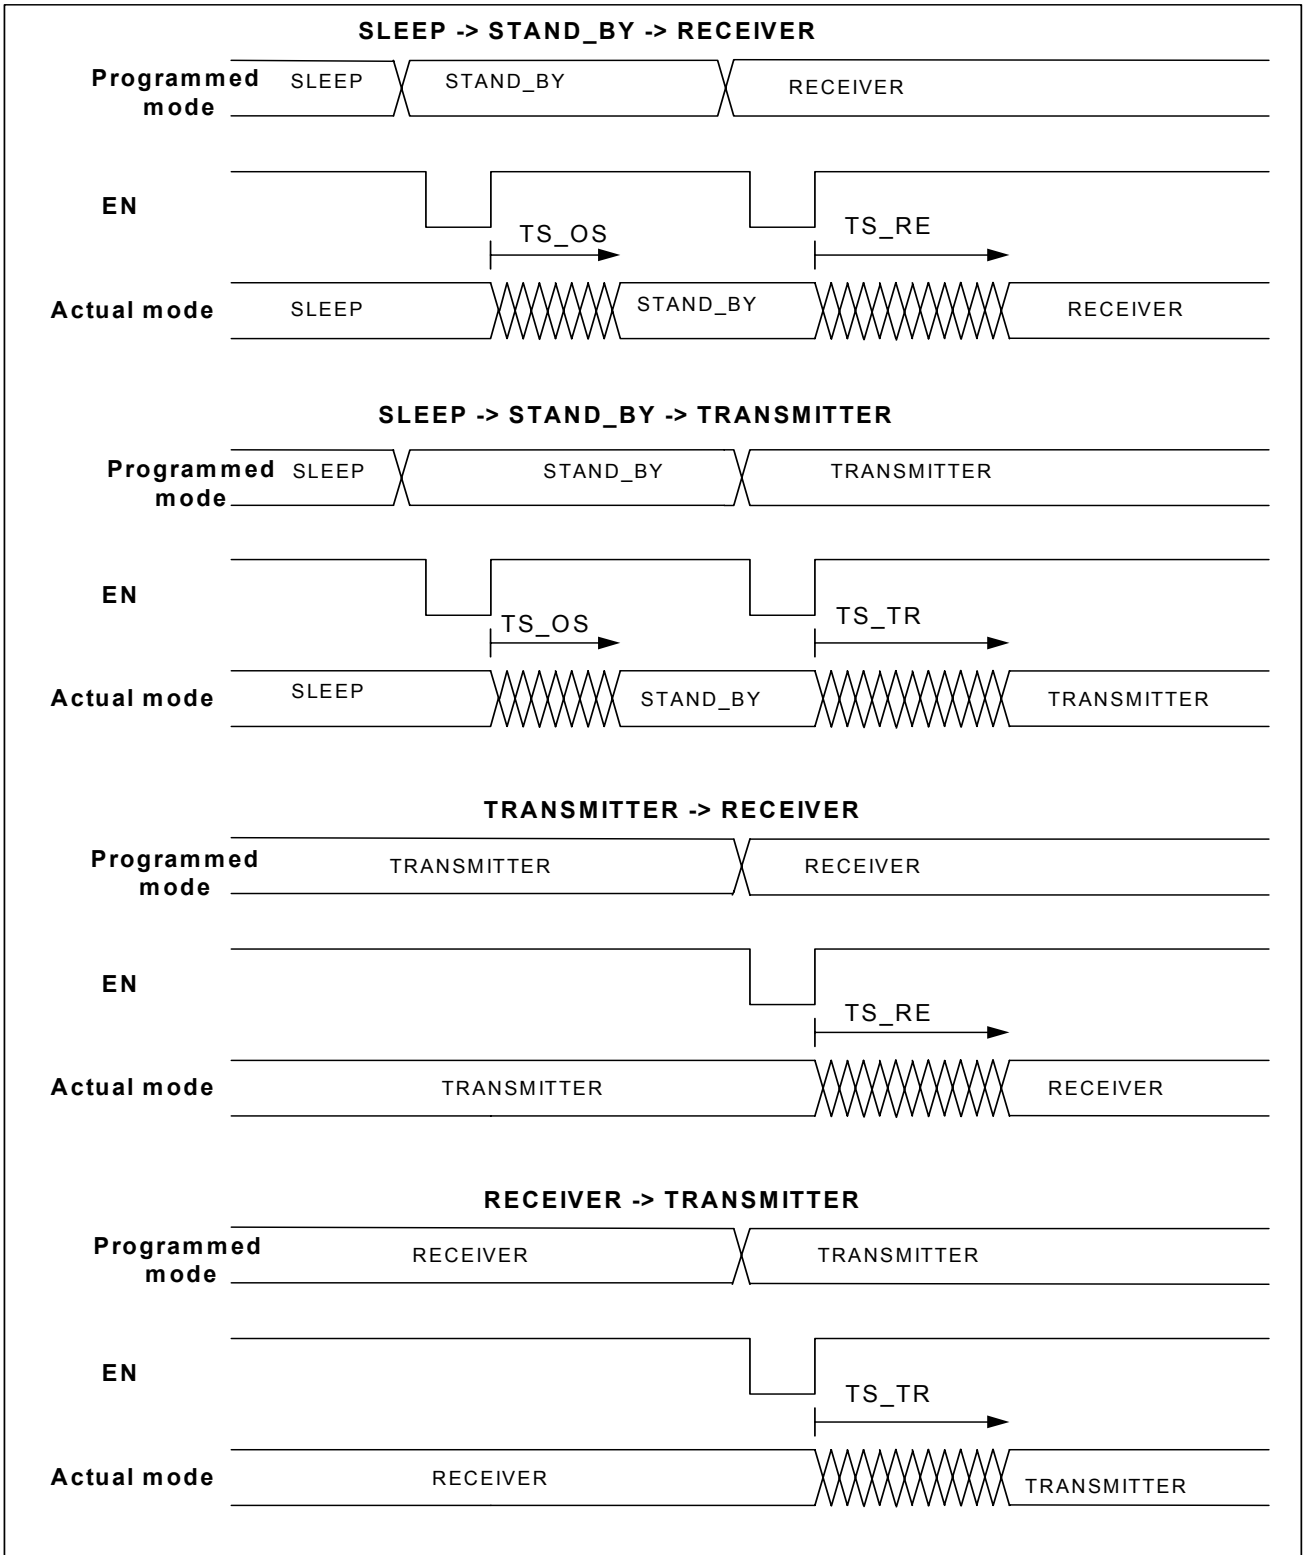 SLEEP -> STAND_BY -> RECEIVER
Programmed mode
SLEEP STAND_BY RECEIVER
EN
TS_OS TS_RE
Actual mode
SLEEP STAND_BY RECEIVER
SLEEP -> STAND_BY -> TRANSMITTER
Programmed mode
SLEEP STAND_BY TRANSMITTER
EN
TS_OS TS_TR
Actual mode
SLEEP STAND_BY TRANSMITTER
TRANSMITTER -> RECEIVER
Programmed mode
TRANSMITTER RECEIVER
EN
TS_RE
Actual mode
TRANSMITTER RECEIVER
RECEIVER -> TRANSMITTER
Programmed mode
RECEIVER TRANSMITTER
EN
TS_TR
Actual mode
RECEIVER TRANSMITTER